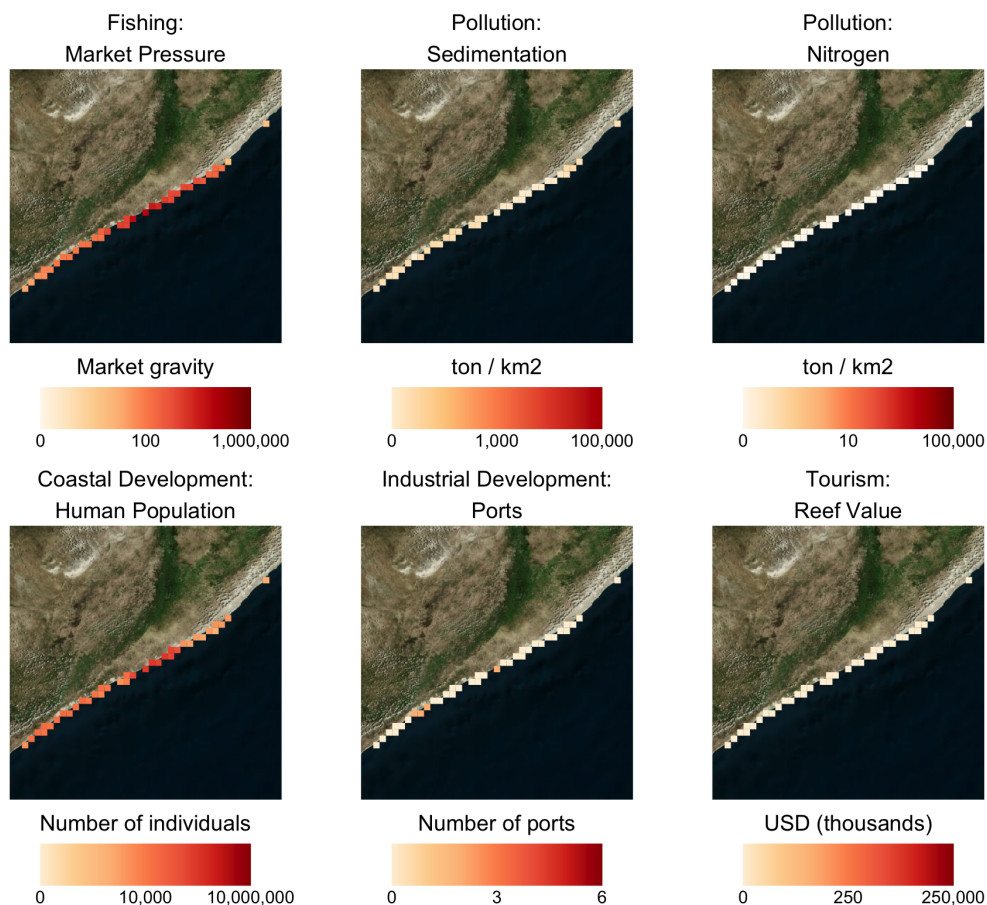 Fishing:
Market Pressure
Pollution:
Sedimentation
Pollution:
Nitrogen
Market gravity
0 100 1,000,000
ton / km2
0 1,000 100,000
ton / km2
0 10 100,000
Coastal Development:
Human Population
Industrial Development:
Ports
Tourism:
Reef Value
Number of individuals
0 10,000 10,000,000
Number of ports
0 3 6
USD (thousands)
0 250 250,000